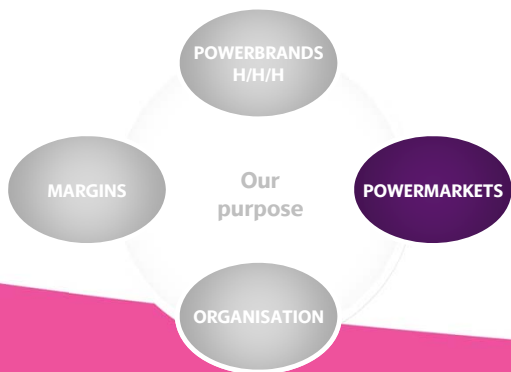 POWERBRANDS
H/H/H
MARGINS
Our
purpose
POWERMARKETS
ORGANISATION